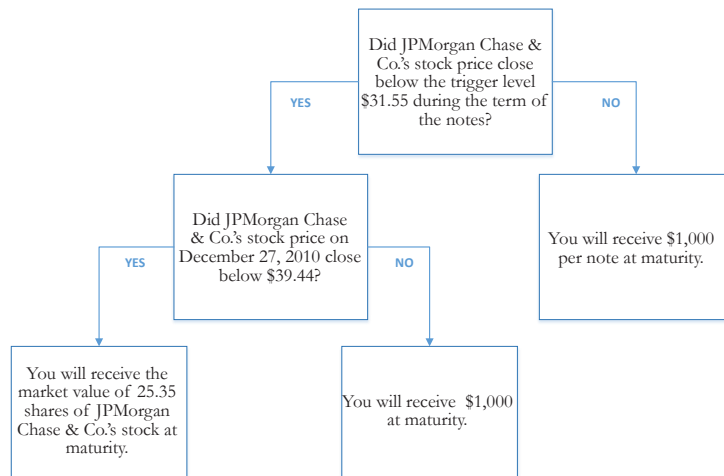 Did JPMorgan Chase &
Co.'s stock price close
below the trigger level
$31.55 during the term of
the notes?
YES
NO
Did JPMorgan Chase
& Co.'s stock price on
December 27, 2010 close
below $39.44?
You will receive $1,000
per note at maturity.
YES
NO
You will receive the
market value of 25.35
shares of JPMorgan
Chase & Co.'s stock at
maturity.
You will receive $1,000
at maturity.